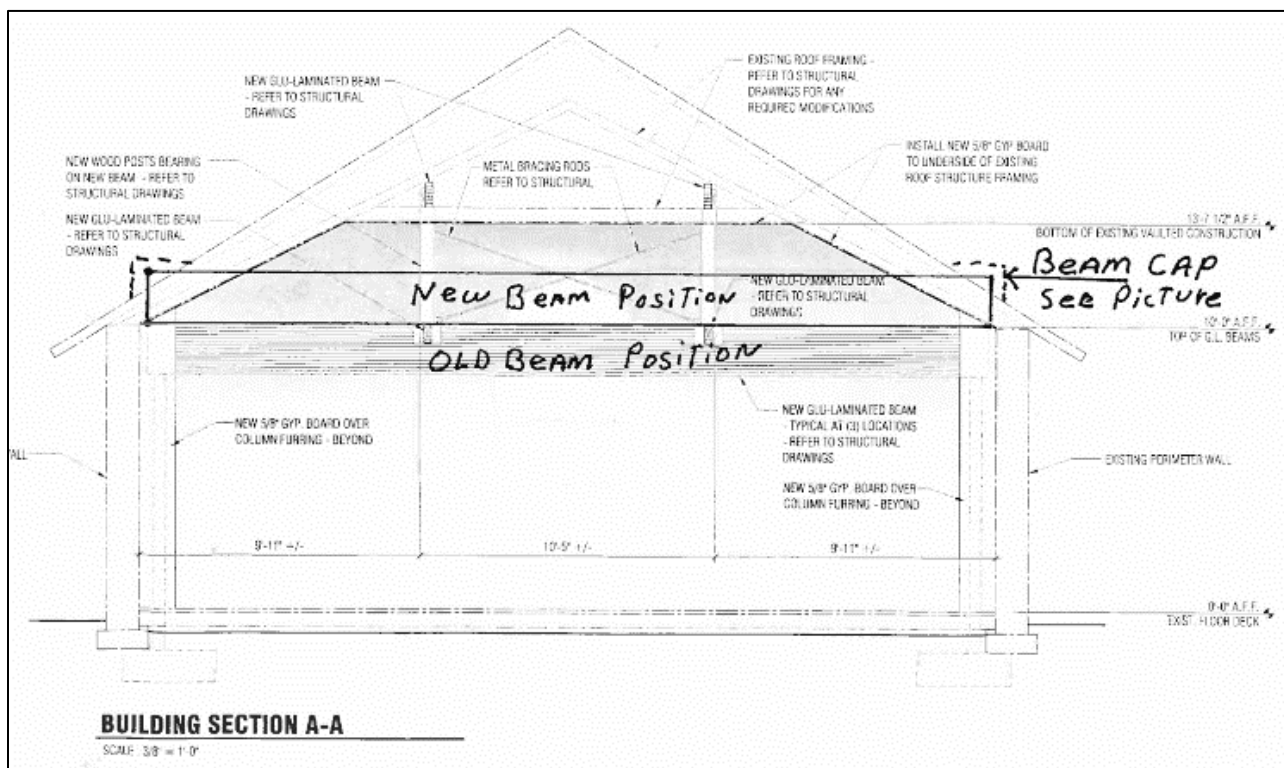 NEW GLU-LAMINATED BEAM
- REFER TO STRUCTURAL
DRAWINGS
EXISTING ROOF FRAMING -
REFER TO STRUCTURAL
DRAWINGS FOR ANY
REQUIRED MODIFICATIONS
NEW WOOD POSTS BEARING
ON NEW BEAM - REFER TO
STRUCTURAL DRAWINGS
METAL BRACING RODS
REFER TO STRUCTURAL
INSTALL NEW 5/8" GYP BOARD
TO UNDERSIDE OF EXISTING
ROOF STRUCTURE FRAMING
NEW GLU-LAMINATED BEAM
- REFER TO STRUCTURAL
DRAWINGS
13'-7 1/2" A.F.F.
BOTTOM OF EXISTING VAULTED CONSTRUCTION
BEAM CAP
See PicTuRe
New BeAM PosiTioN
NEW GLU-LAMINATED BEAM
- REFER TO STRUCTURAL
DRAWINGS
10'-0" A.F.F.
TOP OF G.L. BEAMS
OLD BeAM PosiTioN
NEW GLU-LAMINATED BEAM
- TYPICAL AT (3) LOCATIONS
- REFER TO STRUCTURAL
DRAWINGS
NEW 5/8" GYP. BOARD OVER
COLUMN FURRING - BEYOND
EXISTING PERIMETER WALL
NEW 5/8" GYP. BOARD OVER
COLUMN FURRING - BEYOND
9'-11" +/-
10'-5" +/-
9'-11" +/-
0'-0" A.F.F.
EXIST. FLOOR DECK
BUILDING SECTION A-A
SCALE: 3/8" = 1'-0"